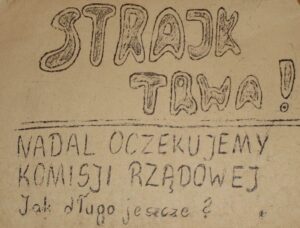 STRAJK
TRWA!
NADAL OCZEKUJEMY
KOMISJI RZĄDOWEJ
Jak długo jeszcze?